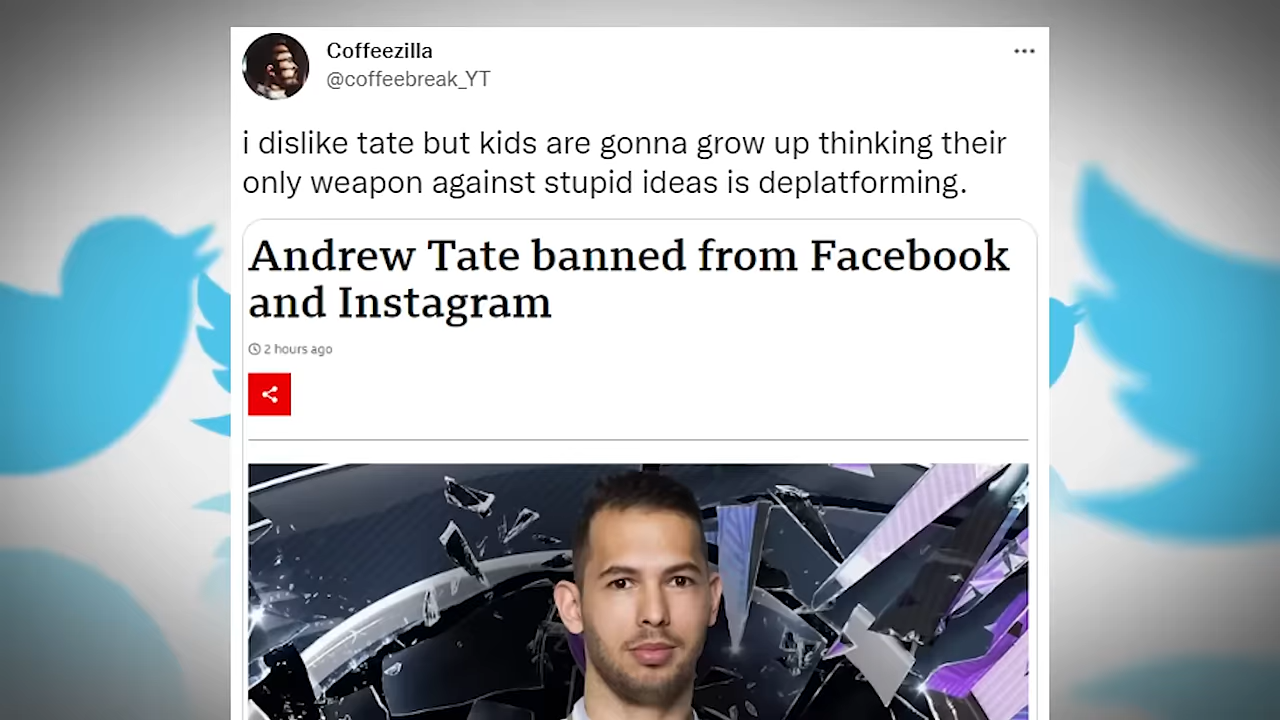 Coffeezilla
@coffeebreak_YT
i dislike tate but kids are gonna grow up thinking their
only weapon against stupid ideas is deplatforming.
Andrew Tate banned from Facebook
and Instagram
2 hours ago